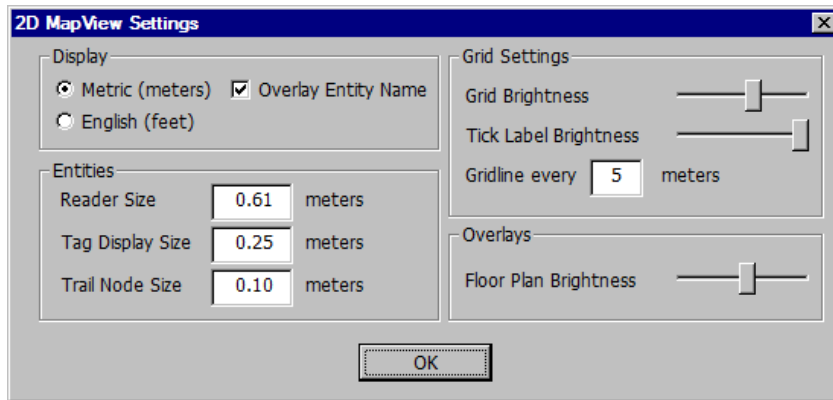 2D MapView Settings
Display
Metric (meters)
Overlay Entity Name
English (feet)
Entities
Reader Size 0.61 meters
Tag Display Size 0.25 meters
Trail Node Size 0.10 meters
Grid Settings
Grid Brightness
Tick Label Brightness
Gridline every 5 meters
Overlays
Floor Plan Brightness
OK